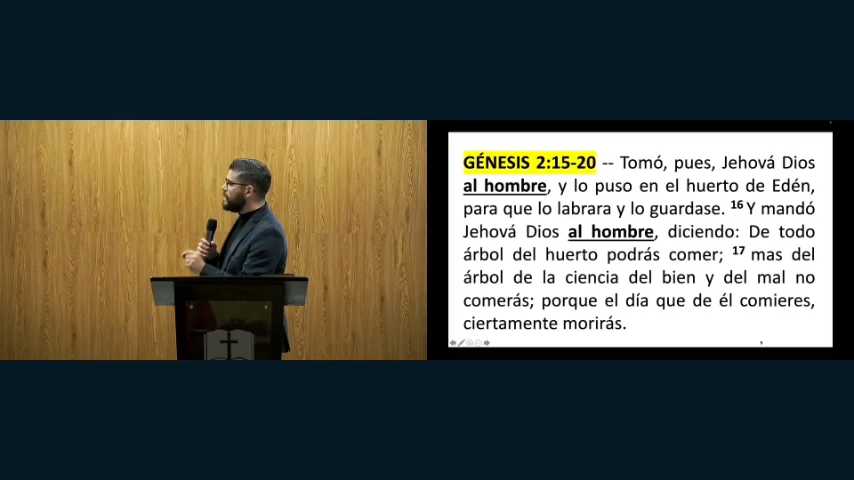 GÉNESIS 2:15-20 -- Tomó, pues, Jehová Dios
al hombre, y lo puso en el huerto de Edén,
para que lo labrara y lo guardase. 16 Y mandó
Jehová Dios al hombre, diciendo: De todo
árbol del huerto podrás comer; 17 mas del
árbol de la ciencia del bien y del mal no
comerás; porque el día que de él comieres,
ciertamente morirás.